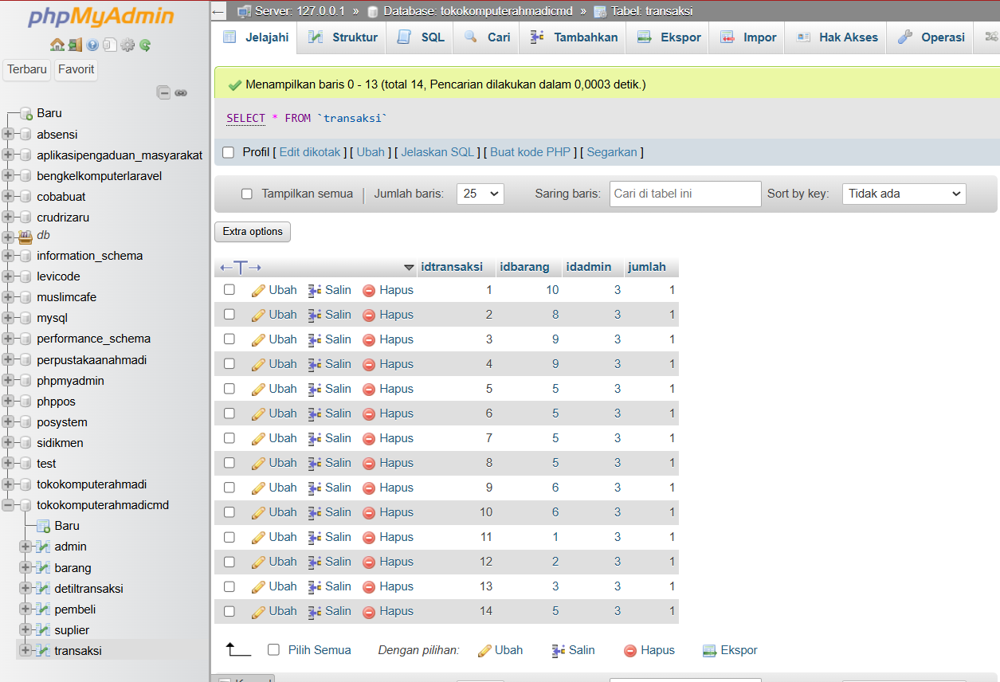 phpMyAdmin
Terbaru Favorit
Baru
absensi
aplikasipengaduan_masyarakat
bengkelkomputerlaravel
cobabuat
crudrizaru
db
information_schema
levicode
muslimcafe
mysql
performance_schema
perpustakaanahmadi
phpmyadmin
phppos
posystem
sidikmen
test
tokokomputerahmadi
tokokomputerahmadicmd
Baru
admin
barang
detiltransaksi
pembeli
suplier
transaksi
Server: 127.0.0.1 » Database: tokokomputerahmadicmd » Tabel: transaksi
Jelajahi Struktur SQL Cari Tambahkan Ekspor Impor Hak Akses Operasi
Menampilkan baris 0 - 13 (total 14, Pencarian dilakukan dalam 0,0003 detik.)
SELECT * FROM `transaksi`
Profil [ Edit dikotak ] [ Ubah ] [ Jelaskan SQL ] [ Buat kode PHP ] [ Segarkan ]
Tampilkan semua | Jumlah baris: 25 Saring baris: Cari di tabel ini Sort by key: Tidak ada
Extra options
←T→ idtransaksi idbarang idadmin jumlah
Ubah Salin Hapus 1 10 3 1
Ubah Salin Hapus 2 8 3 1
Ubah Salin Hapus 3 9 3 1
Ubah Salin Hapus 4 9 3 1
Ubah Salin Hapus 5 5 3 1
Ubah Salin Hapus 6 5 3 1
Ubah Salin Hapus 7 5 3 1
Ubah Salin Hapus 8 5 3 1
Ubah Salin Hapus 9 6 3 1
Ubah Salin Hapus 10 6 3 1
Ubah Salin Hapus 11 1 3 1
Ubah Salin Hapus 12 2 3 1
Ubah Salin Hapus 13 3 3 1
Ubah Salin Hapus 14 5 3 1
Pilih Semua Dengan pilihan: Ubah Salin Hapus Ekspor